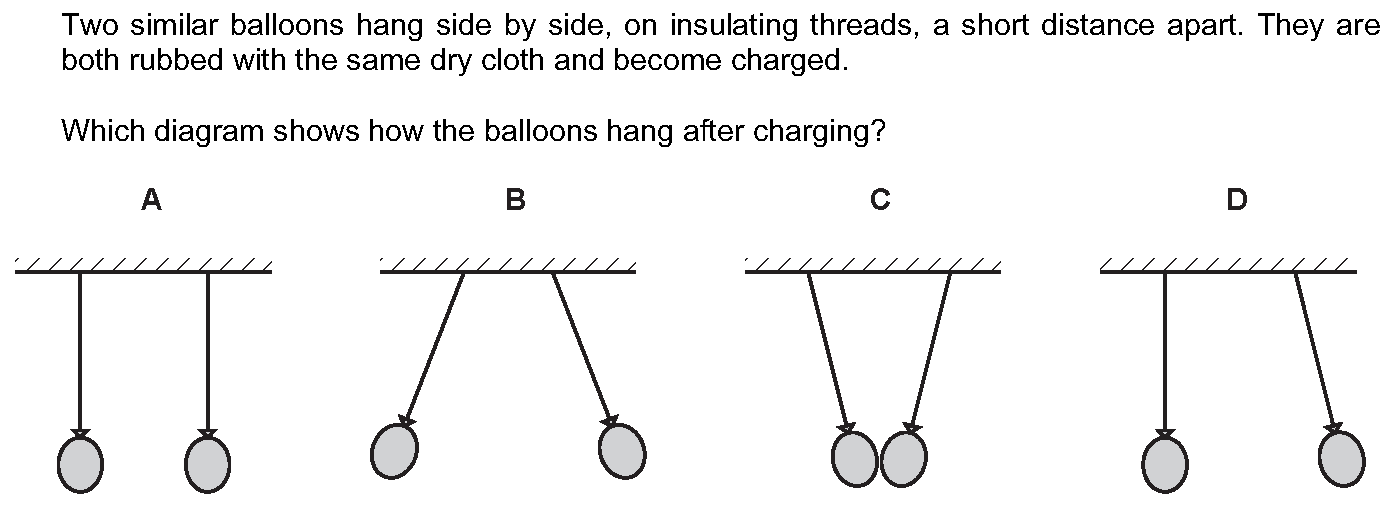 Two similar balloons hang side by side, on insulating threads, a short distance apart. They are
both rubbed with the same dry cloth and become charged.
Which diagram shows how the balloons hang after charging?
A B C D